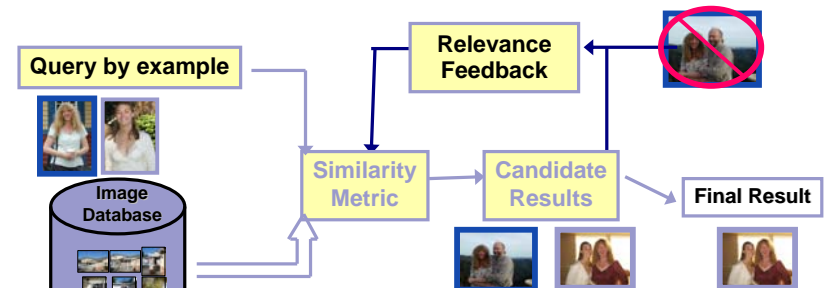 Relevance
Feedback
Query by example
Similarity
Metric
Candidate
Results
Final Result
Image
Database